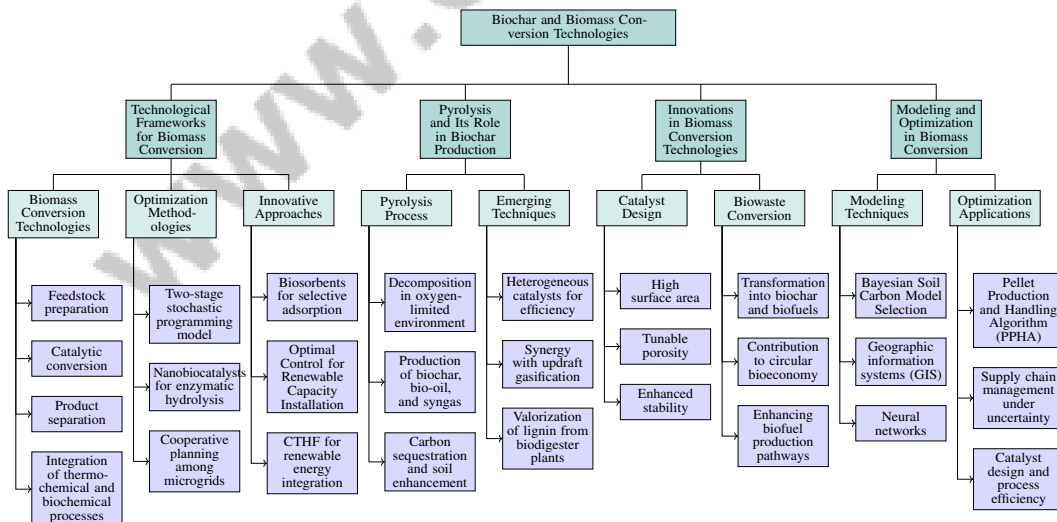 Biochar and Biomass Con-
version Technologies
Technological
Frameworks
for Biomass
Conversion
Pyrolysis
and Its Role
in Biochar
Production
Innovations
in Biomass
Conversion
Technologies
Modeling and
Optimization
in Biomass
Conversion
Biomass
Conversion
Technologies
Optimization
Method-
ologies
Innovative
Approaches
Pyrolysis
Process
Emerging
Techniques
Catalyst
Design
Biowaste
Conversion
Modeling
Techniques
Optimization
Applications
Feedstock
preparation
Catalytic
conversion
Product
separation
Integration
of thermo-
chemical and
biochemical
processes
Two-stage
stochastic
programming
model
Nanobiocatalysts
for enzymatic
hydrolysis
Cooperative
planning
among
microgrids
Biosorbents
for selective
adsorption
Optimal
Control for
Renewable
Capacity
Installation
CTHF for
renewable
energy
integration
Decomposition
in oxygen-
limited
environment
Production
of biochar,
bio-oil,
and syngas
Carbon
sequestration
and soil
enhancement
Heterogeneous
catalysts for
efficiency
Synergy
with updraft
gasification
Valorization
of lignin from
biodigester
plants
High
surface area
Tunable
porosity
Enhanced
stability
Transformation
into biochar
and biofuels
Contribution
to circular
bioeconomy
Enhancing
biofuel
production
pathways
Bayesian Soil
Carbon Model
Selection
Geographic
information
systems (GIS)
Neural
networks
Pellet
Production
and Handling
Algorithm
(PPHA)
Supply chain
management
under
uncertainty
Catalyst
design and
process
efficiency
www.